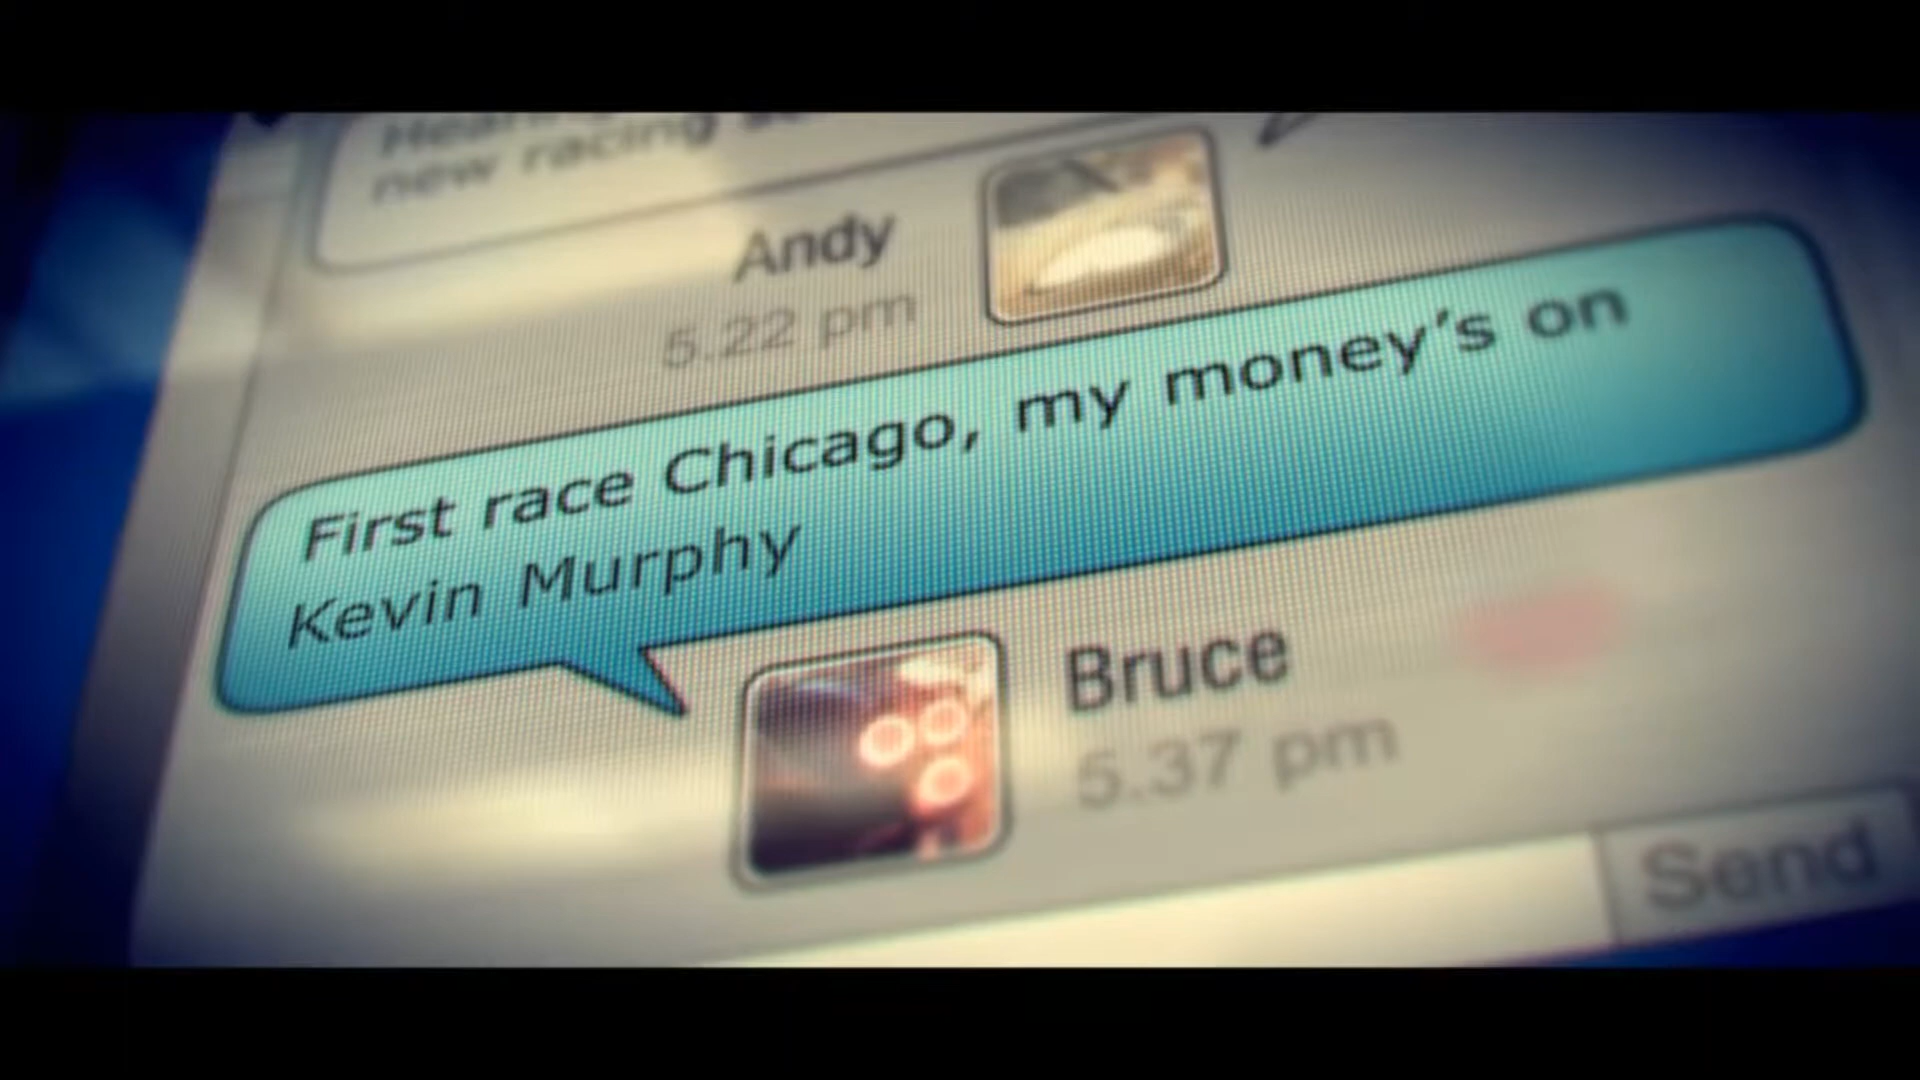 new racing
Andy
5.22 pm
First race Chicago, my money's on
Kevin Murphy
Bruce
5.37 pm
Send